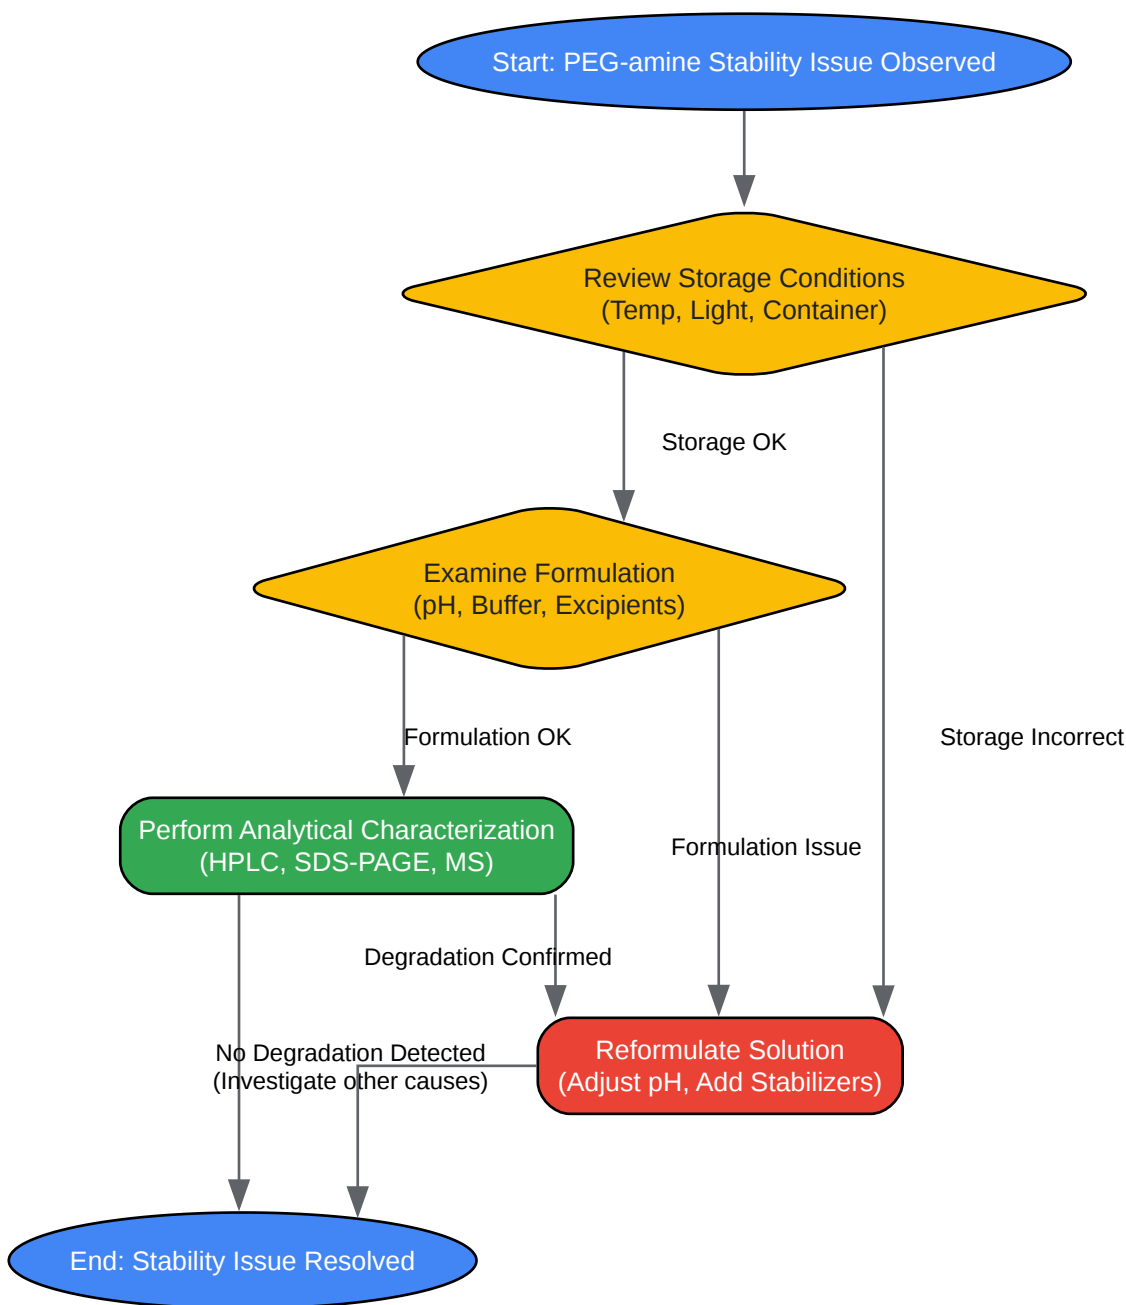 Start: PEG-amine Stability Issue Observed
Review Storage Conditions
(Temp, Light, Container)
Storage OK
Examine Formulation
(pH, Buffer, Excipients)
Formulation OK
Storage Incorrect
Perform Analytical Characterization
(HPLC, SDS-PAGE, MS)
Formulation Issue
Degradation Confirmed
No Degradation Detected
(Investigate other causes)
Reformulate Solution
(Adjust pH, Add Stabilizers)
End: Stability Issue Resolved